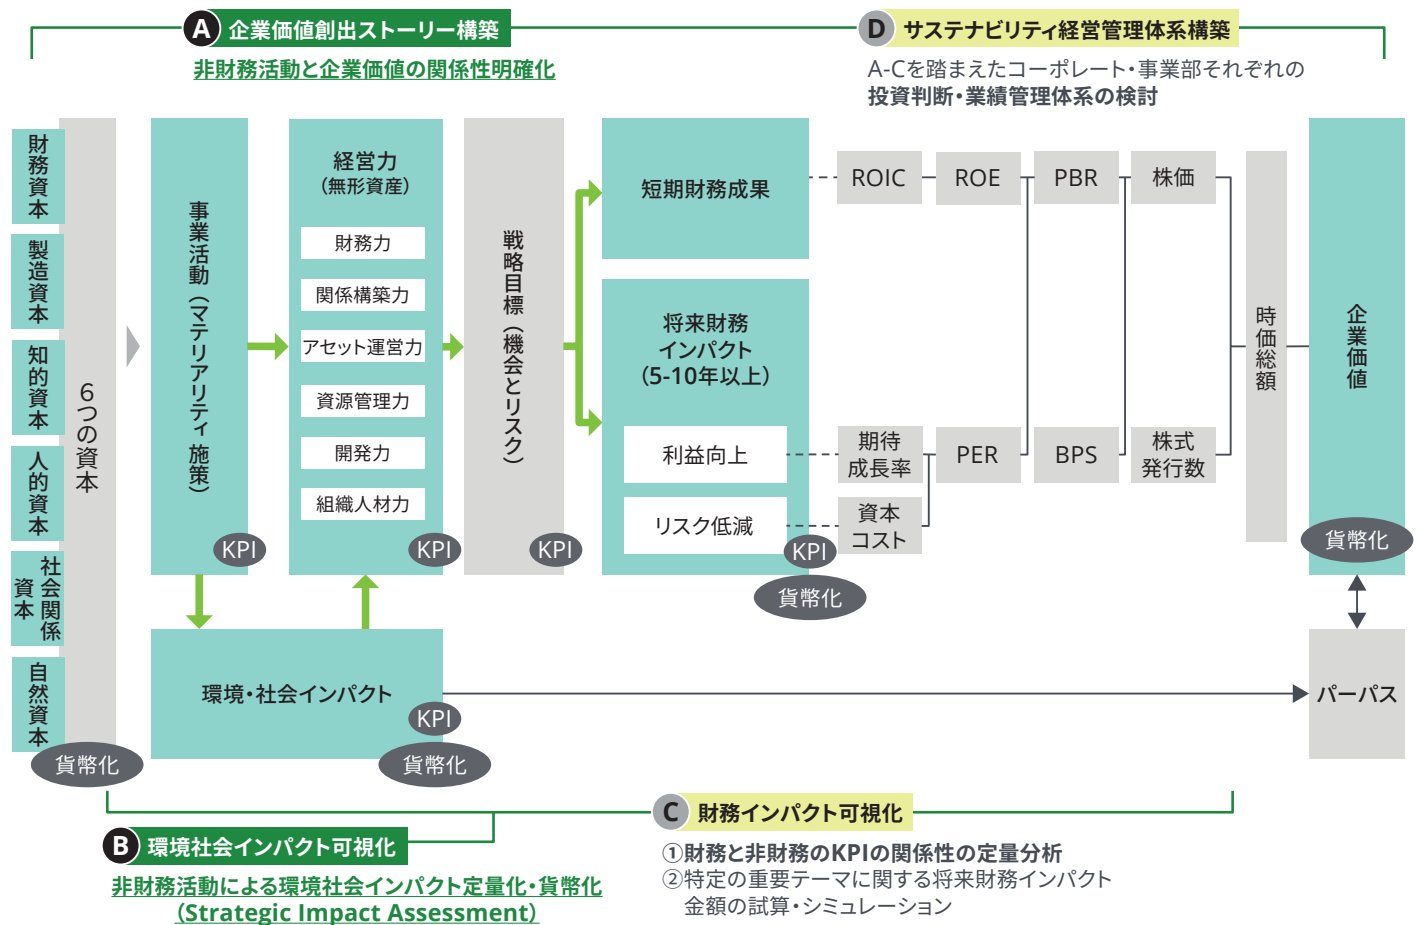 A 企業価値創出ストーリー構築
非財務活動と企業価値の関係性明確化
D サステナビリティ経営管理体系構築
A-Cを踏まえたコーポレート・事業部それぞれの
投資判断・業績管理体系の検討
財務資本
製造資本
知的資本
人的資本
社会関係
資本
自然資本
6つの資本
貨幣化
事業活動（マテリアリティ 施策）
KPI
経営力
（無形資産）
財務力
関係構築力
アセット運営力
資源管理力
開発力
組織人材力
KPI
戦略目標（機会とリスク）
KPI
短期財務成果
将来財務
インパクト
（5-10年以上）
利益向上
リスク低減
KPI
貨幣化
ROIC
ROE
PBR
株価
期待
成長率
PER
BPS
株式
発行数
資本
コスト
時価総額
企業価値
貨幣化
環境・社会インパクト
KPI
貨幣化
パーパス
B 環境社会インパクト可視化
非財務活動による環境社会インパクト定量化・貨幣化
（Strategic Impact Assessment）
C 財務インパクト可視化
①財務と非財務のKPIの関係性の定量分析
②特定の重要テーマに関する将来財務インパクト
金額の試算・シミュレーション